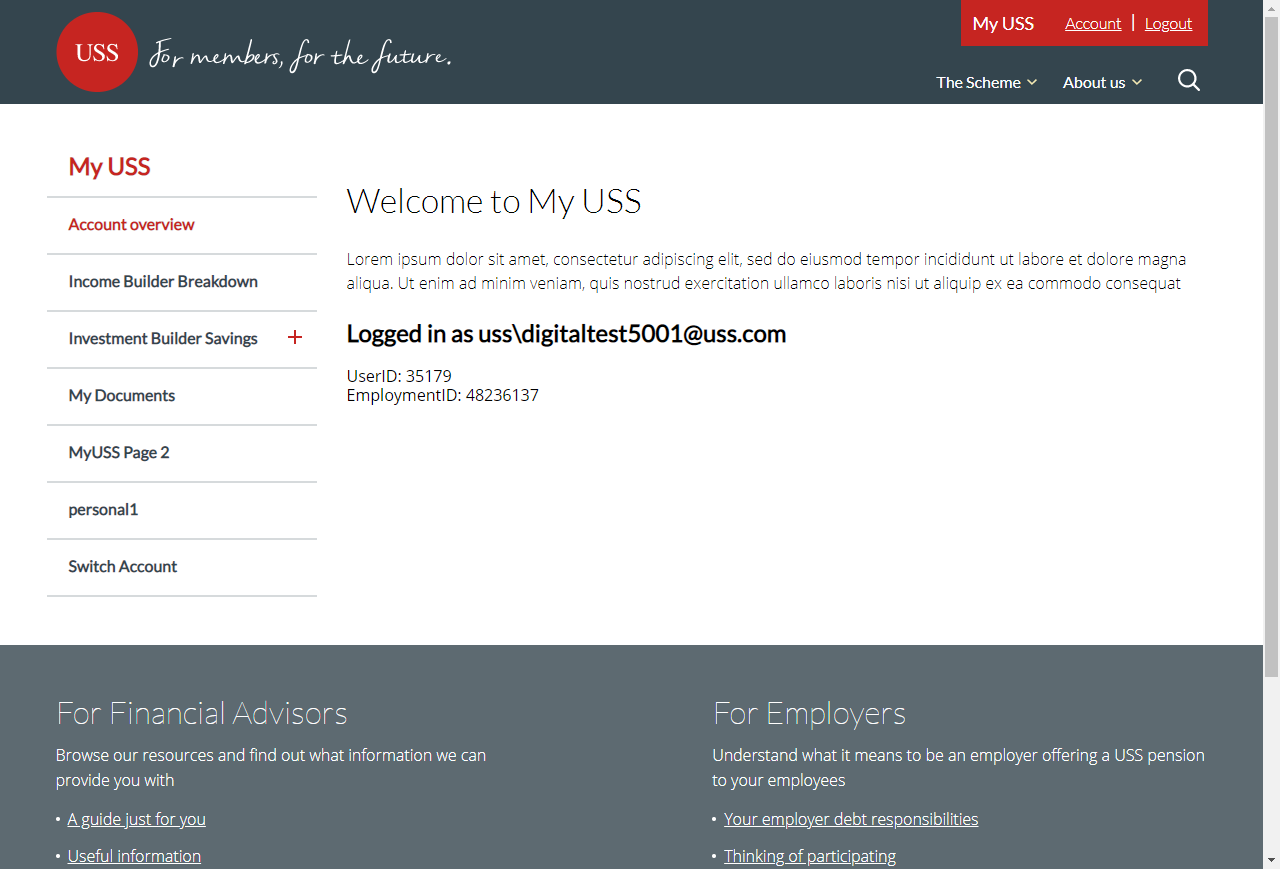 USS
For members, for the future.
My USS Account | Logout
The Scheme About us
My USS
Account overview
Income Builder Breakdown
Investment Builder Savings +
My Documents
MyUSS Page 2
personal1
Switch Account
Welcome to My USS
Lorem ipsum dolor sit amet, consectetur adipiscing elit, sed do eiusmod tempor incididunt ut labore et dolore magna
aliqua. Ut enim ad minim veniam, quis nostrud exercitation ullamco laboris nisi ut aliquip ex ea commodo consequat
Logged in as uss\digitaltest5001@uss.com
UserID: 35179
EmploymentID: 48236137
For Financial Advisors
Browse our resources and find out what information we can
provide you with
• A guide just for you
• Useful information
For Employers
Understand what it means to be an employer offering a USS pension
to your employees
• Your employer debt responsibilities
• Thinking of participating